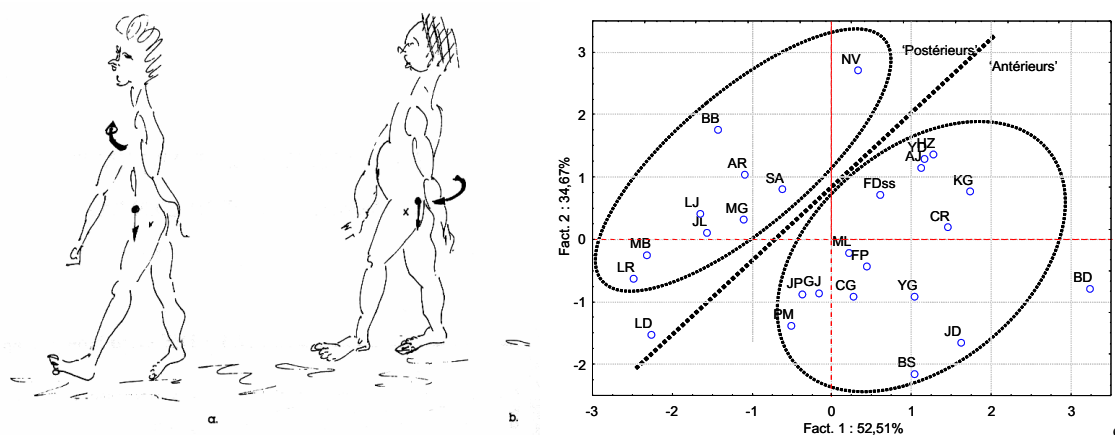 a.
b.
x
Fact. 2 : 34,67%
3
2
1
0
-1
-2
-3
-2
-1
0
1
2
3
Fact. 1 : 52,51%
'Postérieurs'
'Antérieurs'
NV
BB
HZ
YD
AJ
AR
SA
FDss
KG
LJ
MG
JL
CR
MB
ML
LR
FP
JP
GJ
CG
YG
BD
PM
LD
JD
BS